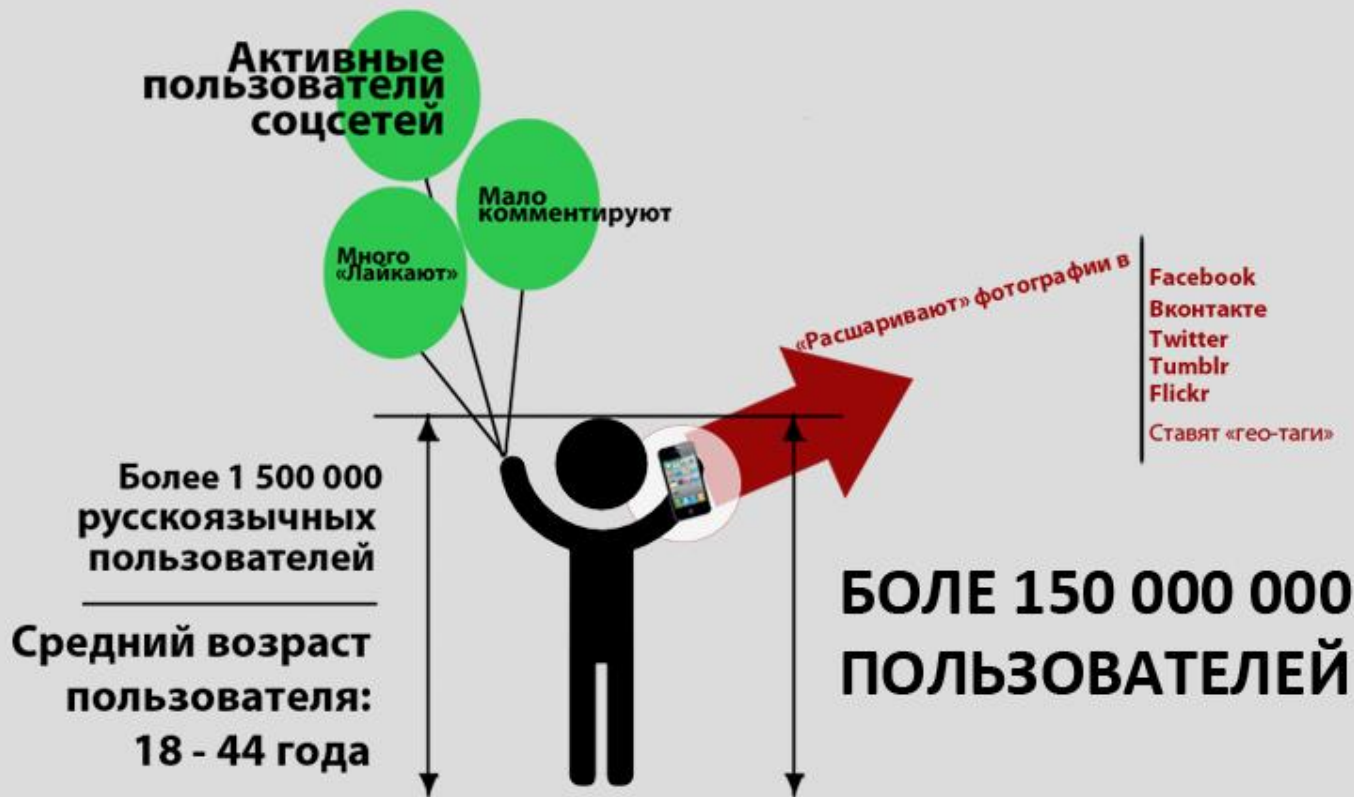 Активные
пользователи
соцсетей
Мало
комментируют
Много
«Лайкают»
«Расшаривают» фотографии в
Facebook
Вконтакте
Twitter
Tumblr
Flickr
Ставят «гео-таги»
Более 1 500 000
русскоязычных
пользователей
Средний возраст
пользователя:
18 - 44 года
БОЛЕ 150 000 000
ПОЛЬЗОВАТЕЛЕЙ